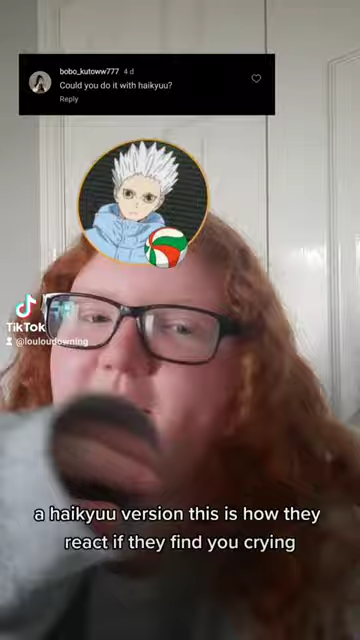 bobo_kutoww777 4 d
Could you do it with haikyuu?
Reply
TikTok
@louloudowning
a haikyuu version this is how they
react if they find you crying